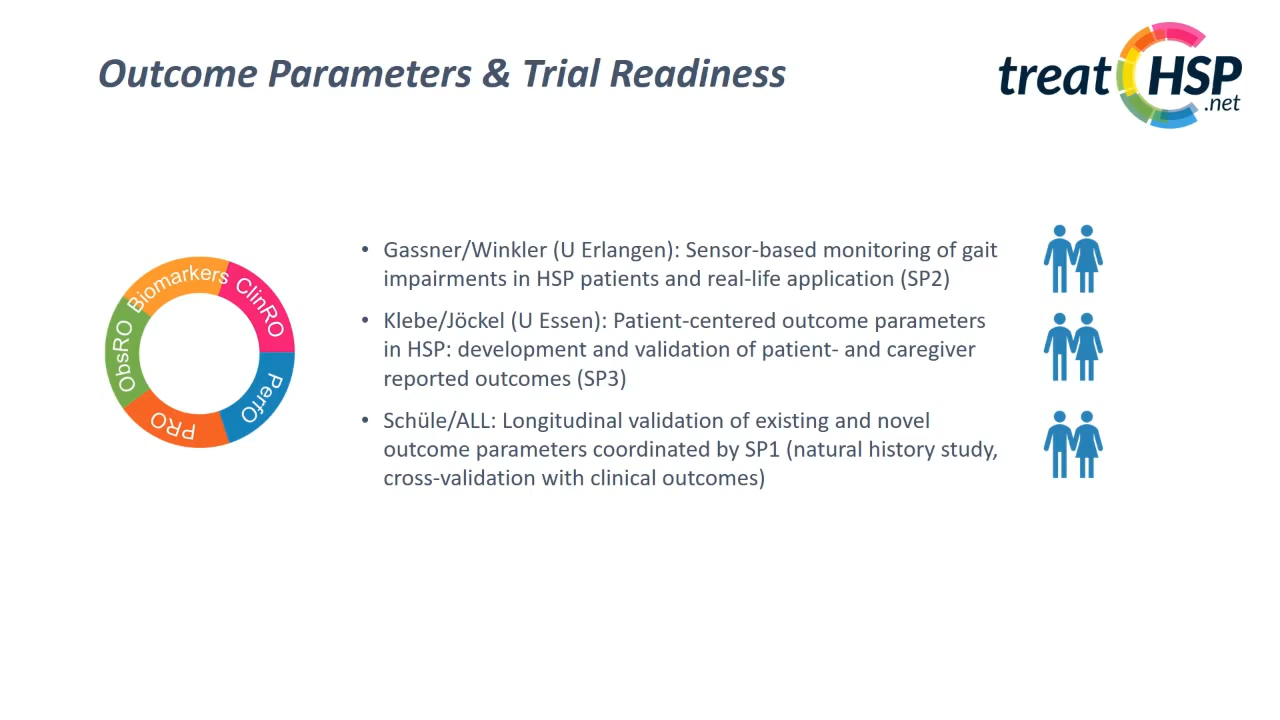 Outcome Parameters & Trial Readiness
treat HSP
.net
• Gassner/Winkler (U Erlangen): Sensor-based monitoring of gait
impairments in HSP patients and real-life application (SP2)
• Klebe/Jöckel (U Essen): Patient-centered outcome parameters
in HSP: development and validation of patient- and caregiver
reported outcomes (SP3)
• Schüle/ALL: Longitudinal validation of existing and novel
outcome parameters coordinated by SP1 (natural history study,
cross-validation with clinical outcomes)
Biomarkers
ClinRO
PerfO
PRO
ObsRO